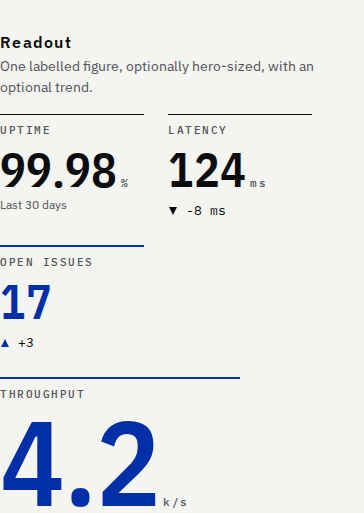 Readout
One labelled figure, optionally hero-sized, with an
optional trend.
UPTIME
99.98 %
Last 30 days
LATENCY
124 ms
▼ -8 ms
OPEN ISSUES
17
▲ +3
THROUGHPUT
4.2 k/s